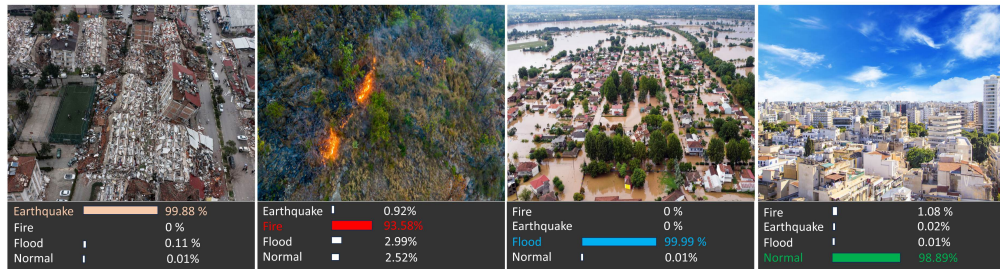 Earthquake 99.88 %
Fire 0 %
Flood 0.11 %
Normal 0.01%
Earthquake 0.92%
Fire 93.58%
Flood 2.99%
Normal 2.52%
Fire 0 %
Earthquake 0 %
Flood 99.99 %
Normal 0.01%
Fire 1.08 %
Earthquake 0.02%
Flood 0.01%
Normal 98.89%